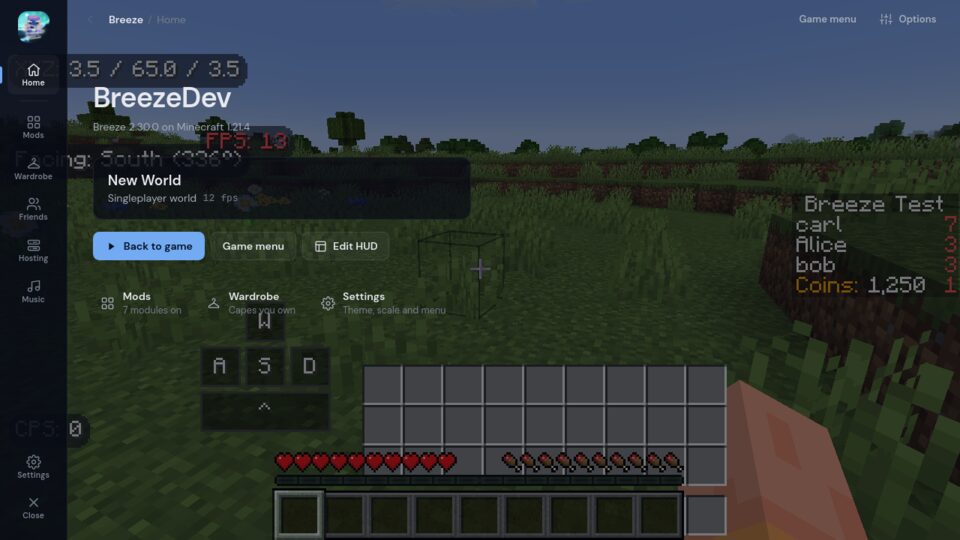 Breeze / Home
Game menu
Options
Home
XYZ: 3.5 / 65.0 / 3.5
BreezeDev
Breeze 2.30.0 on Minecraft 1.21.4
FPS: 13
Mods
Facing: South (336°)
Wardrobe
New World
Singleplayer world 12 fps
Friends
Hosting
Music
Back to game
Game menu
Edit HUD
Breeze Test
carl 7
Alice 3
bob 3
Coins: 1,250 1
Mods
7 modules on
Wardrobe
Capes you own
Settings
Theme, scale and menu
W
A S D
^
CPS: 0
Settings
Close